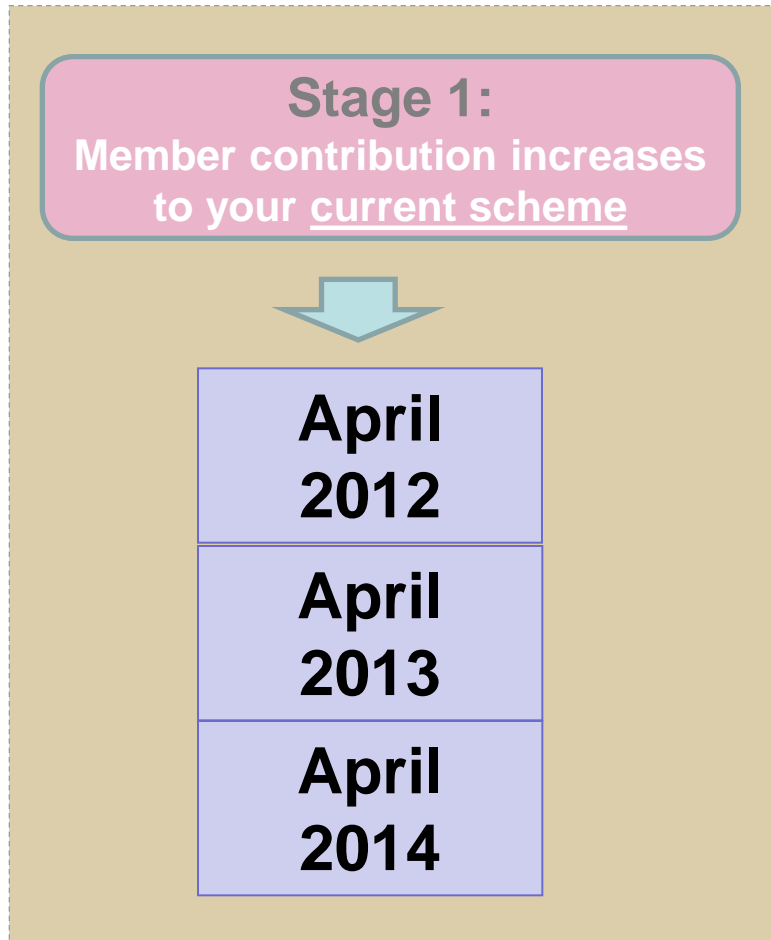 Stage 1:
Member contribution increases
to your current scheme
April
2012
April
2013
April
2014